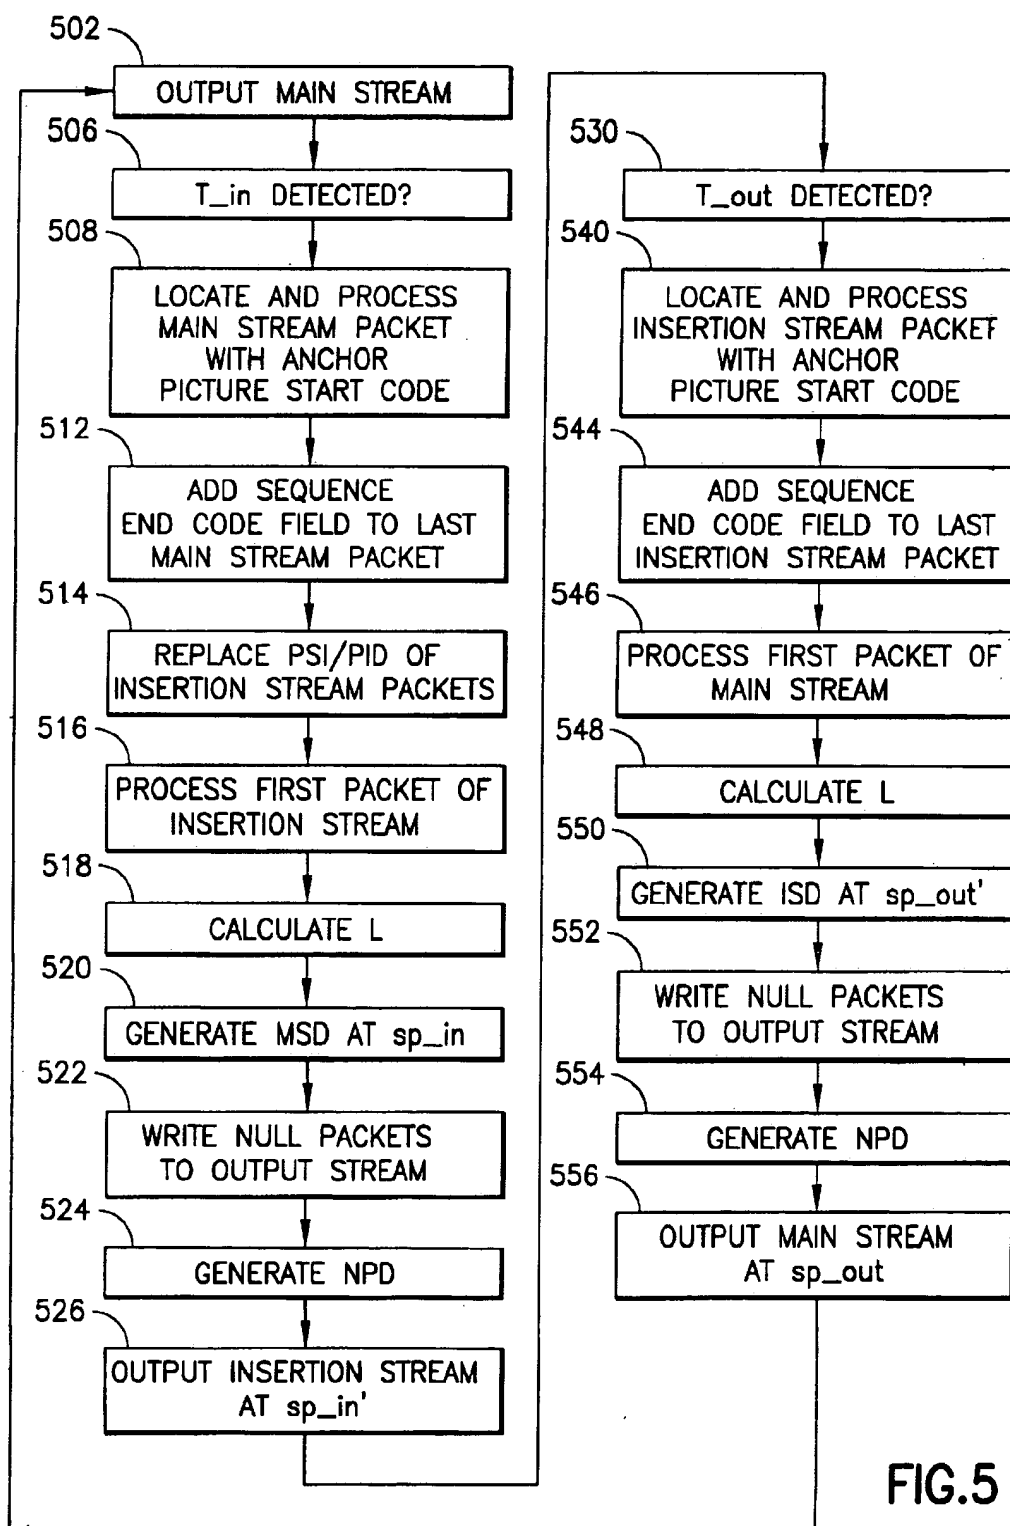 502
OUTPUT MAIN STREAM
506
T_in DETECTED?
508
LOCATE AND PROCESS
MAIN STREAM PACKET
WITH ANCHOR
PICTURE START CODE
512
ADD SEQUENCE
END CODE FIELD TO LAST
MAIN STREAM PACKET
514
REPLACE PSI/PID OF
INSERTION STREAM PACKETS
516
PROCESS FIRST PACKET OF
INSERTION STREAM
518
CALCULATE L
520
GENERATE MSD AT sp_in
522
WRITE NULL PACKETS
TO OUTPUT STREAM
524
GENERATE NPD
526
OUTPUT INSERTION STREAM
AT sp_in'
530
T_out DETECTED?
540
LOCATE AND PROCESS
INSERTION STREAM PACKET
WITH ANCHOR
PICTURE START CODE
544
ADD SEQUENCE
END CODE FIELD TO LAST
INSERTION STREAM PACKET
546
PROCESS FIRST PACKET OF
MAIN STREAM
548
CALCULATE L
550
GENERATE ISD AT sp_out'
552
WRITE NULL PACKETS
TO OUTPUT STREAM
554
GENERATE NPD
556
OUTPUT MAIN STREAM
AT sp_out
FIG.5